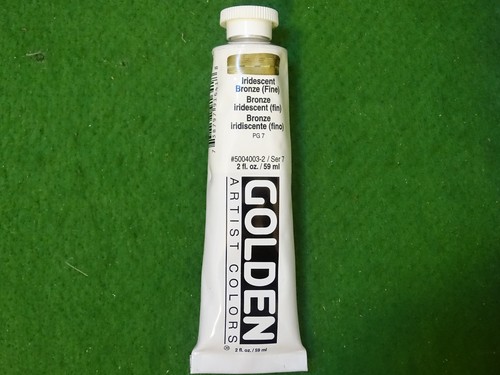 iridescent
Bronze (Fine)
Bronze
iridescent (fin)
Bronze
iridiscente (fino)
PG 7
#5004003-2 / Ser 7
2 fl. oz. / 59 ml
GOLDEN
ARTIST COLORS
®
2 fl. oz. / 59 ml